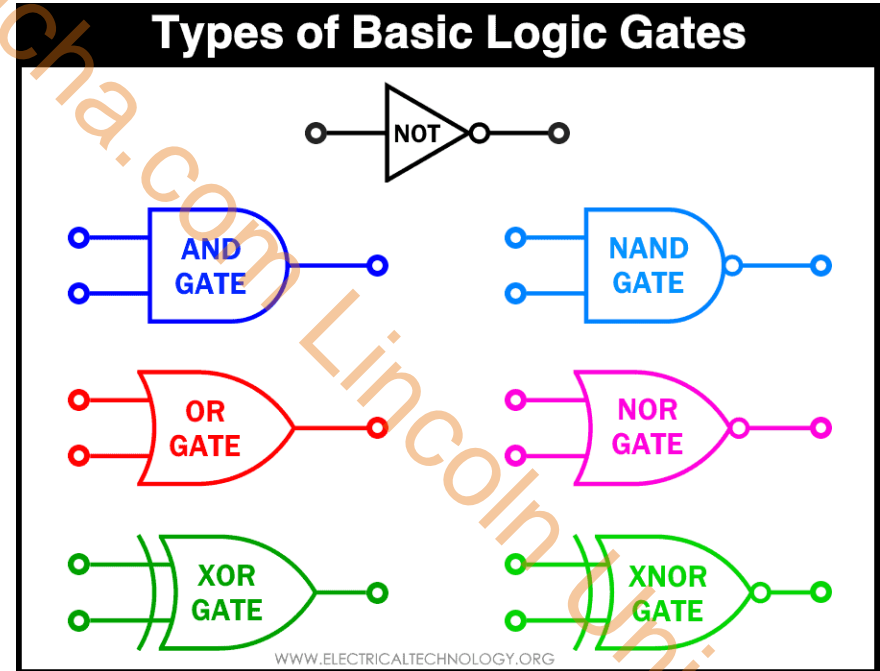 Types of Basic Logic Gates
NOT
AND
GATE
NAND
GATE
OR
GATE
NOR
GATE
XOR
GATE
XNOR
GATE
WWW.ELECTRICALTECHNOLOGY.ORG
cha.com Lincoln Uni